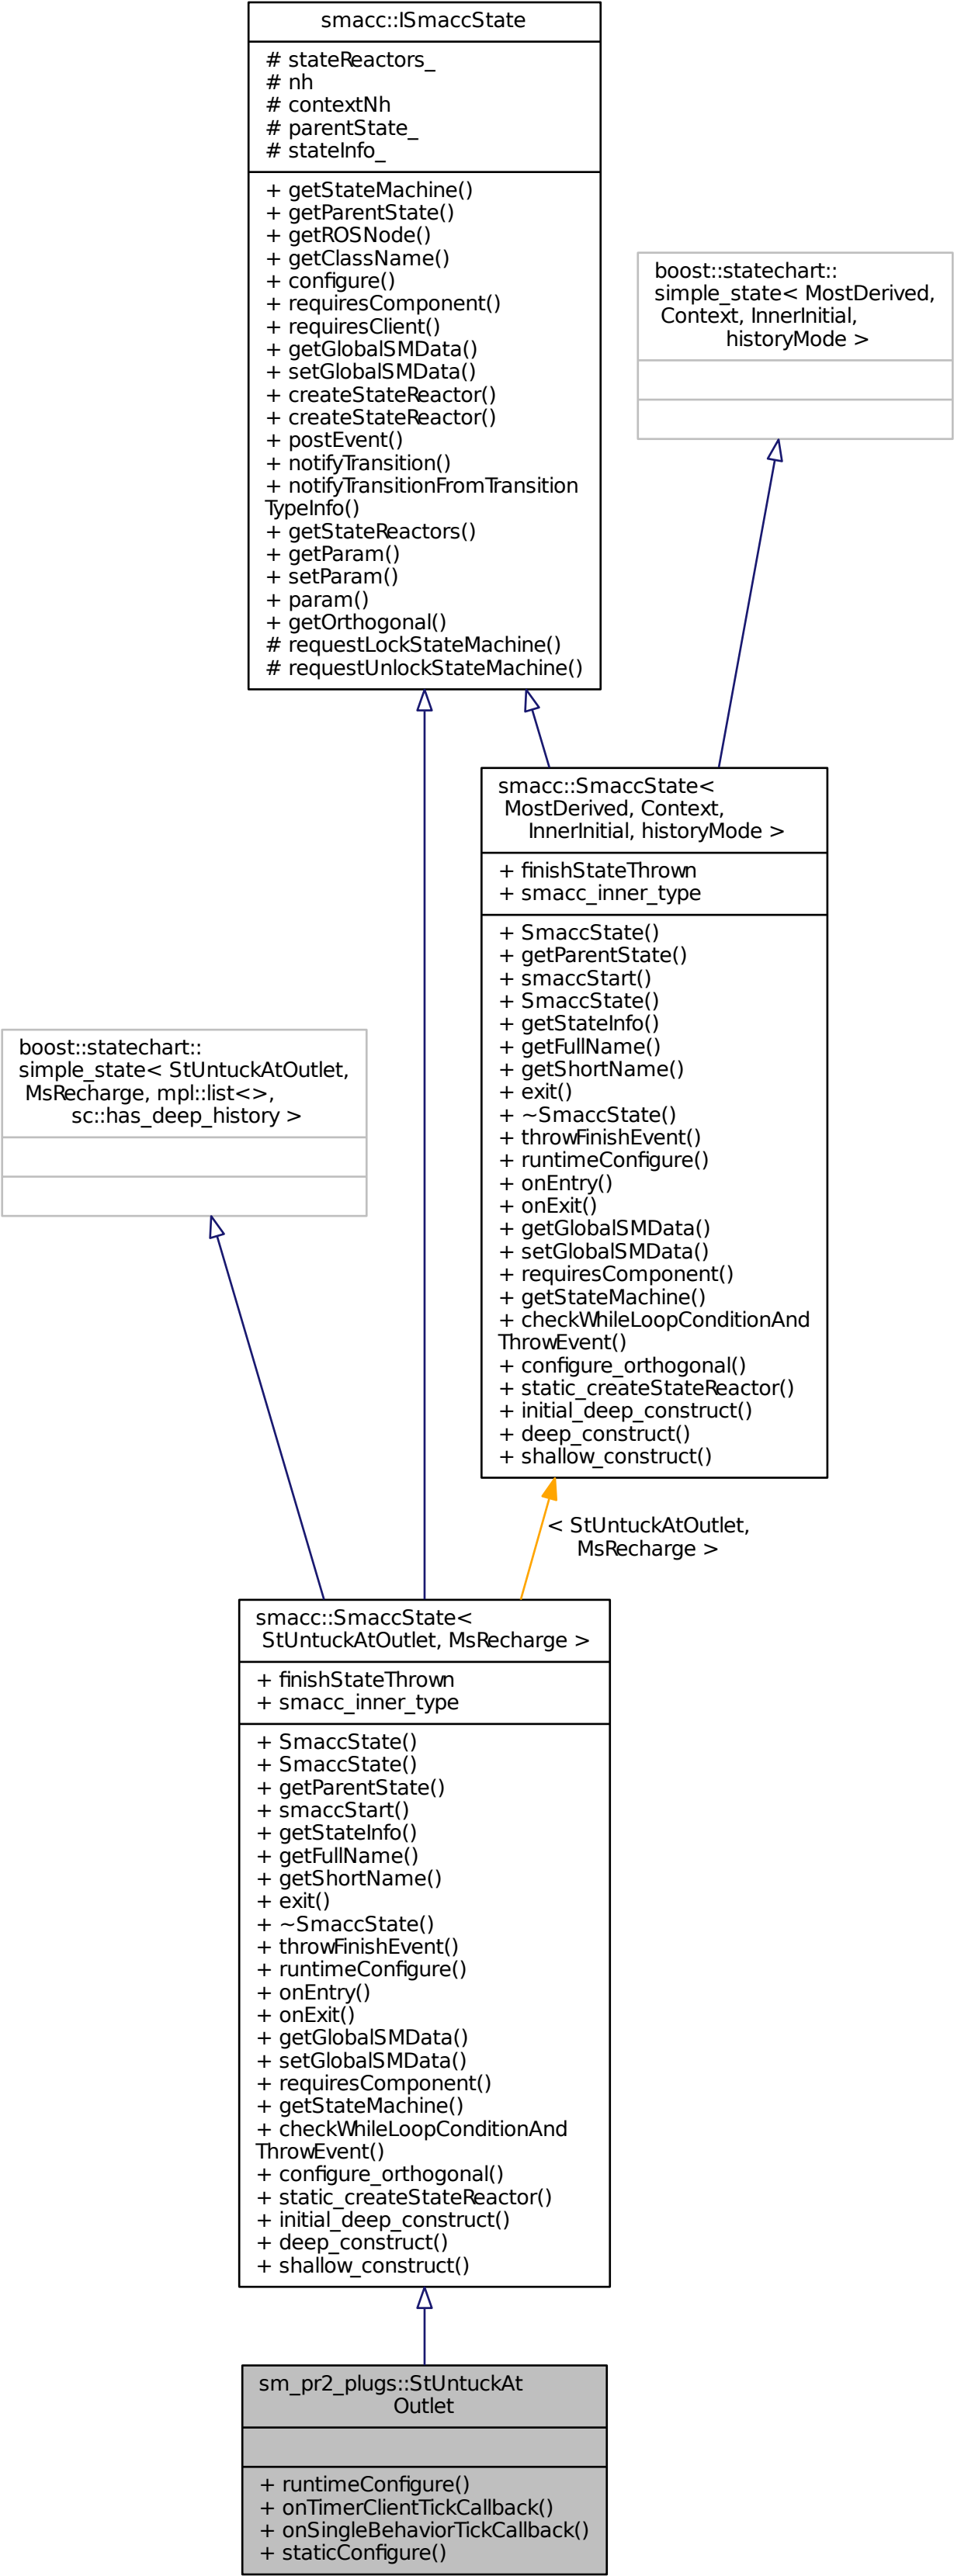 smacc::ISmaccState
# stateReactors_
# nh
# contextNh
# parentState_
# stateInfo_
+ getStateMachine()
+ getParentState()
+ getROSNode()
+ getClassName()
+ configure()
+ requiresComponent()
+ requiresClient()
+ getGlobalSMData()
+ setGlobalSMData()
+ createStateReactor()
+ createStateReactor()
+ postEvent()
+ notifyTransition()
+ notifyTransitionFromTransition
TypeInfo()
+ getStateReactors()
+ getParam()
+ setParam()
+ param()
+ getOrthogonal()
# requestLockStateMachine()
# requestUnlockStateMachine()
boost::statechart::
simple_state< MostDerived,
Context, InnerInitial,
historyMode >
smacc::SmaccState<
MostDerived, Context,
InnerInitial, historyMode >
+ finishStateThrown
+ smacc_inner_type
+ SmaccState()
+ getParentState()
+ smaccStart()
+ SmaccState()
+ getStateInfo()
+ getFullName()
+ getShortName()
+ exit()
+ ~SmaccState()
+ throwFinishEvent()
+ runtimeConfigure()
+ onEntry()
+ onExit()
+ getGlobalSMData()
+ setGlobalSMData()
+ requiresComponent()
+ getStateMachine()
+ checkWhileLoopConditionAnd
ThrowEvent()
+ configure_orthogonal()
+ static_createStateReactor()
+ initial_deep_construct()
+ deep_construct()
+ shallow_construct()
boost::statechart::
simple_state< StUntuckAtOutlet,
MsRecharge, mpl::list<>,
sc::has_deep_history >
< StUntuckAtOutlet,
MsRecharge >
smacc::SmaccState<
StUntuckAtOutlet, MsRecharge >
+ finishStateThrown
+ smacc_inner_type
+ SmaccState()
+ SmaccState()
+ getParentState()
+ smaccStart()
+ getStateInfo()
+ getFullName()
+ getShortName()
+ exit()
+ ~SmaccState()
+ throwFinishEvent()
+ runtimeConfigure()
+ onEntry()
+ onExit()
+ getGlobalSMData()
+ setGlobalSMData()
+ requiresComponent()
+ getStateMachine()
+ checkWhileLoopConditionAnd
ThrowEvent()
+ configure_orthogonal()
+ static_createStateReactor()
+ initial_deep_construct()
+ deep_construct()
+ shallow_construct()
sm_pr2_plugs::StUntuckAt
Outlet
+ runtimeConfigure()
+ onTimerClientTickCallback()
+ onSingleBehaviorTickCallback()
+ staticConfigure()